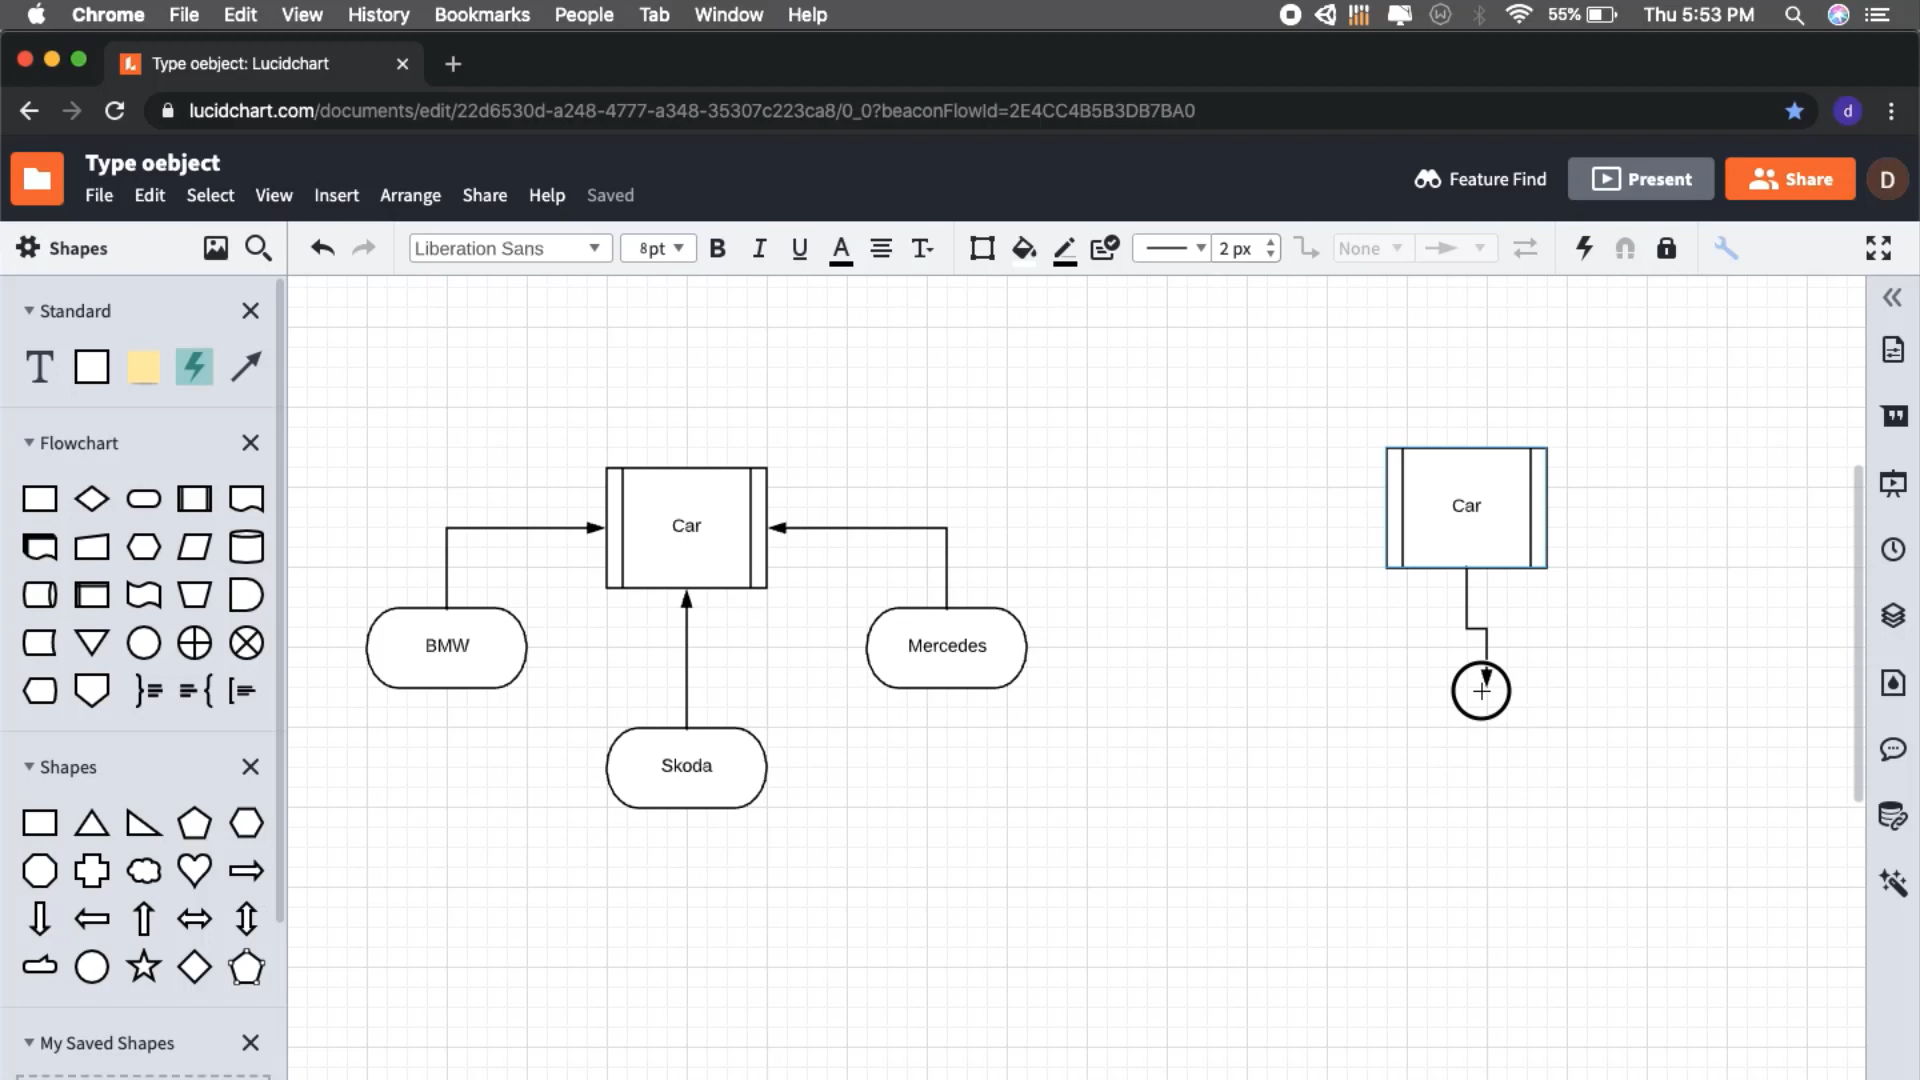 Chrome File Edit View History Bookmarks People Tab Window Help 55% Thu 5:53 PM
Type oebject: Lucidchart
lucidchart.com/documents/edit/22d6530d-a248-4777-a348-35307c223ca8/0_0?beaconFlowId=2E4CC4B5B3DB7BA0 d
Type oebject
File Edit Select View Insert Arrange Share Help Saved
Feature Find Present Share D
Shapes Liberation Sans 8pt B I U A T 2 px None
Standard
T
Flowchart
Car
Car
BMW
Mercedes
Skoda
Shapes
My Saved Shapes